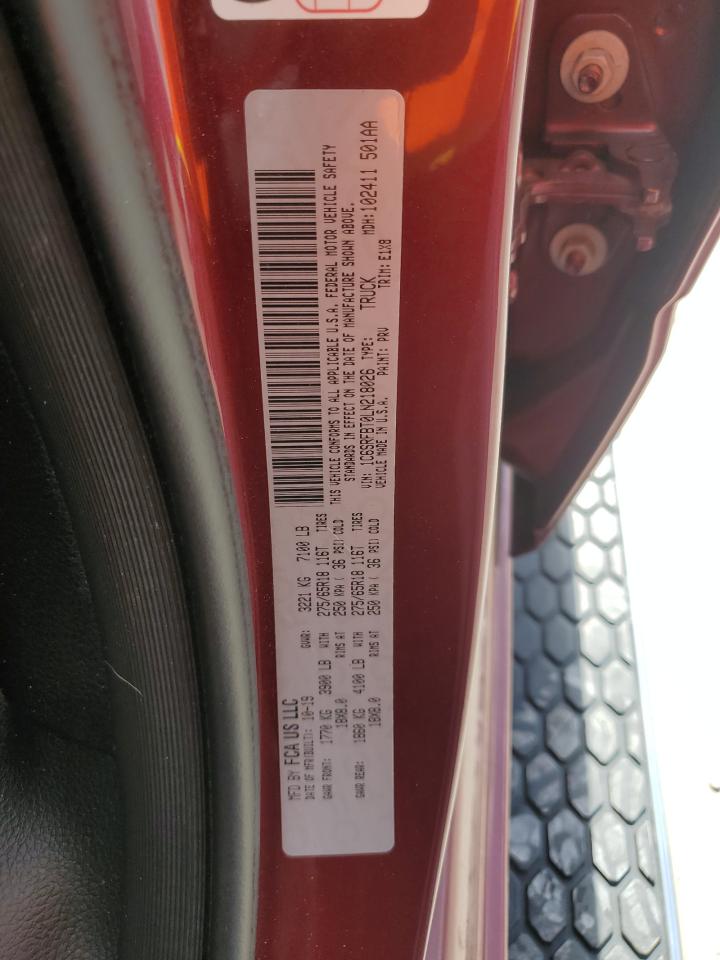 MFD BY FCA US LLC
DATE OF MFR(BUILT): 10-19 GVWR: 3221 KG 7100 LB
GAWR FRONT: 1770 KG 3900 LB WITH 275/65R18 116T TIRES
18X8.0 RIMS AT 250 KPA ( 36 PSI) COLD
GAWR REAR: 1860 KG 4100 LB WITH 275/65R18 116T TIRES
18X8.0 RIMS AT 250 KPA ( 36 PSI) COLD
THIS VEHICLE CONFORMS TO ALL APPLICABLE U.S.A. FEDERAL MOTOR VEHICLE SAFETY
STANDARDS IN EFFECT ON THE DATE OF MANUFACTURE SHOWN ABOVE.
VIN: 1C6SRFBT0LN218026 TYPE: TRUCK MDH: 102411 501AA
VEHICLE MADE IN U.S.A. PAINT: PRV TRIM: E1X8